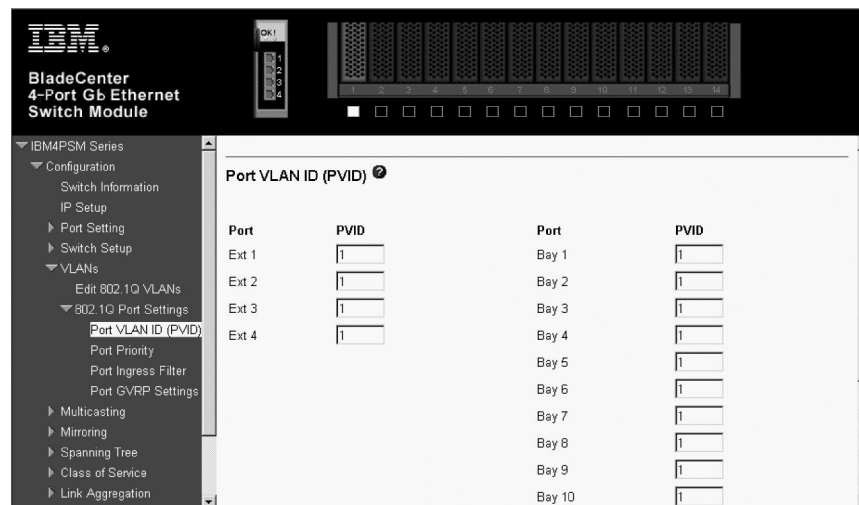 IBM®
BladeCenter
4-Port Gb Ethernet
Switch Module
OK!
1
2
3
4
1 2 3 4 5 6 7 8 9 10 11 12 13 14
IBM4PSM Series
Configuration
Switch Information
IP Setup
Port Setting
Switch Setup
VLANs
Edit 802.1Q VLANs
802.1Q Port Settings
Port VLAN ID (PVID)
Port Priority
Port Ingress Filter
Port GVRP Settings
Multicasting
Mirroring
Spanning Tree
Class of Service
Link Aggregation
Port VLAN ID (PVID) ?
Port PVID Port PVID
Ext 1 1 Bay 1 1
Ext 2 1 Bay 2 1
Ext 3 1 Bay 3 1
Ext 4 1 Bay 4 1
Bay 5 1
Bay 6 1
Bay 7 1
Bay 8 1
Bay 9 1
Bay 10 1